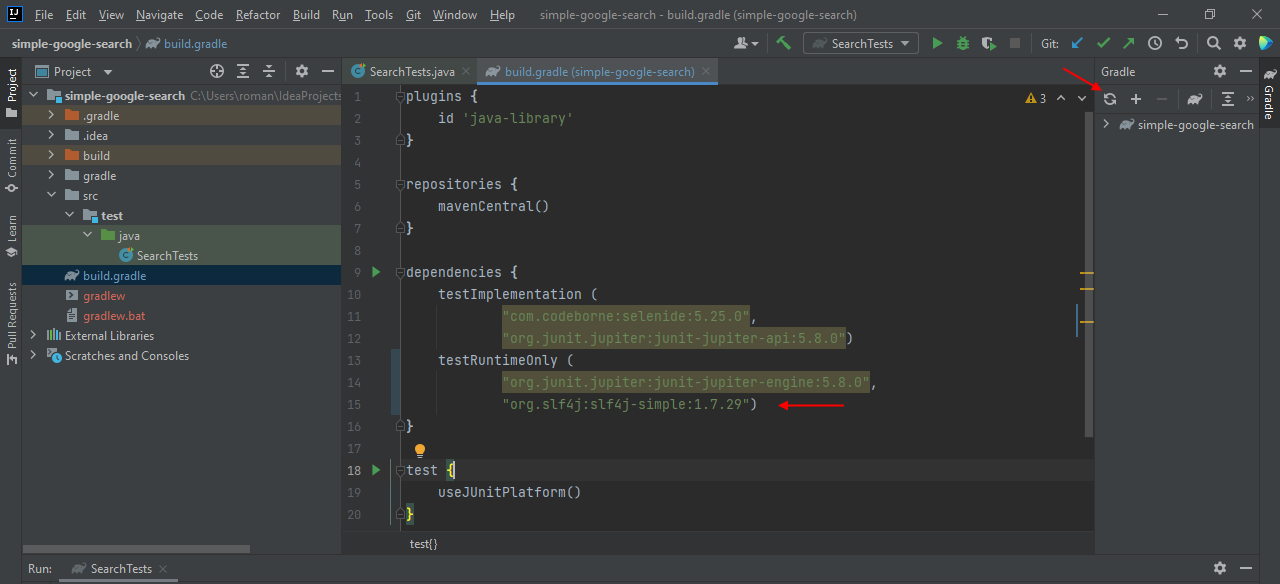 IJ File Edit View Navigate Code Refactor Build Run Tools Git Window Help simple-google-search - build.gradle (simple-google-search)
simple-google-search build.gradle SearchTests Git:
Project
Commit
Learn
Pull Requests
Project
simple-google-search C:\Users\roman\IdeaProjects
.gradle
.idea
build
gradle
src
test
java
SearchTests
build.gradle
gradlew
gradlew.bat
External Libraries
Scratches and Consoles
SearchTests.java build.gradle (simple-google-search)
3
1 plugins {
2 id 'java-library'
3 }
4
5 repositories {
6 mavenCentral()
7 }
8
9 dependencies {
10 testImplementation (
11 "com.codeborne:selenide:5.25.0",
12 "org.junit.jupiter:junit-jupiter-api:5.8.0")
13 testRuntimeOnly (
14 "org.junit.jupiter:junit-jupiter-engine:5.8.0",
15 "org.slf4j:slf4j-simple:1.7.29")
16 }
17
18 test {
19 useJUnitPlatform()
20 }
test{}
Gradle
simple-google-search
Gradle
Run: SearchTests